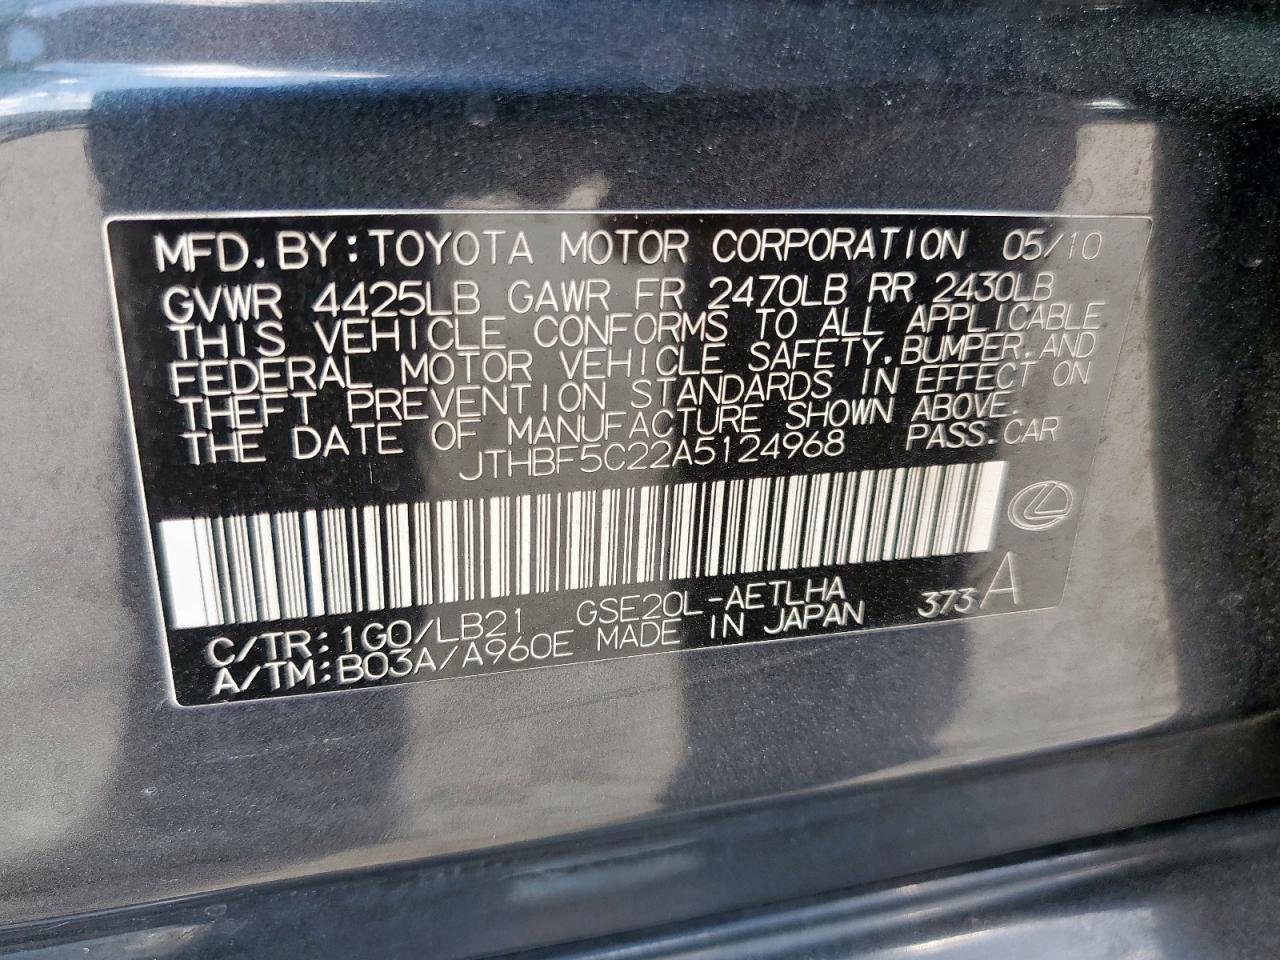 MFD. BY: TOYOTA MOTOR CORPORATION 05/10
GVWR 4425LB GAWR FR 2470LB RR 2430LB
THIS VEHICLE CONFORMS TO ALL APPLICABLE
FEDERAL MOTOR VEHICLE SAFETY, BUMPER, AND
THEFT PREVENTION STANDARDS IN EFFECT ON
THE DATE OF MANUFACTURE SHOWN ABOVE.
JTHBF5C22A5124968 PASS. CAR
C/TR: 1G0/LB21 GSE20L-AETLHA 373 A
A/TM: B03A/A960E MADE IN JAPAN